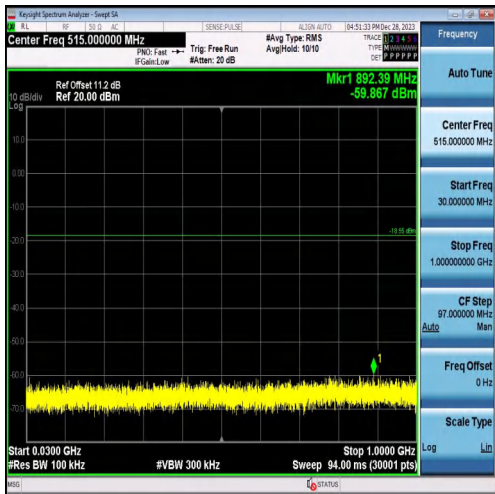 Keysight Spectrum Analyzer - Swept SA
RL RF 50 Ω AC SENSE:PULSE ALIGN AUTO 04:51:33 PM Dec 28, 2023
Center Freq 515.000000 MHz
PNO: Fast
IFGain:Low
Trig: Free Run
#Atten: 20 dB
#Avg Type: RMS
Avg|Hold: 10/10
TRACE 1 2 3 4 5 6
TYPE M W W W W W
DET P P P P P P
Mkr1 892.39 MHz
-59.867 dBm
Ref Offset 11.2 dB
Ref 20.00 dBm
10 dB/div
Log
10.0
0.00
-10.0
-18.55 dBm
-20.0
-30.0
-40.0
-50.0
1
-60.0
-70.0
Start 0.0300 GHz
Stop 1.0000 GHz
#Res BW 100 kHz
#VBW 300 kHz
Sweep 94.00 ms (30001 pts)
MSG
STATUS
Frequency
Auto Tune
Center Freq
515.000000 MHz
Start Freq
30.000000 MHz
Stop Freq
1.000000000 GHz
CF Step
97.000000 MHz
Auto Man
Freq Offset
0 Hz
Scale Type
Log Lin